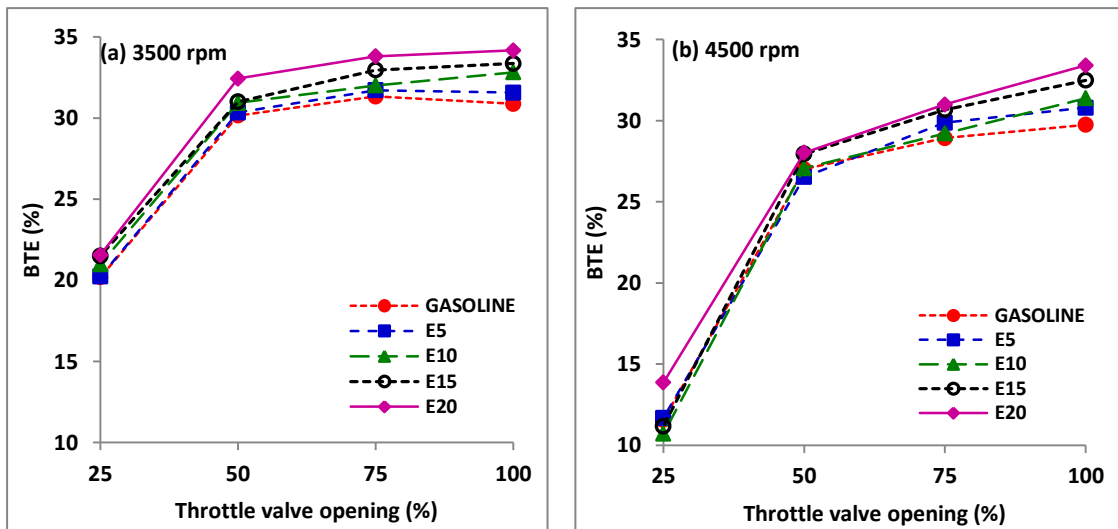 (a) 3500 rpm
35
30
25
20
15
10
BTE (%)
25 50 75 100
Throttle valve opening (%)
GASOLINE
E5
E10
E15
E20
(b) 4500 rpm
35
30
25
20
15
10
BTE (%)
25 50 75 100
Throttle valve opening (%)
GASOLINE
E5
E10
E15
E20